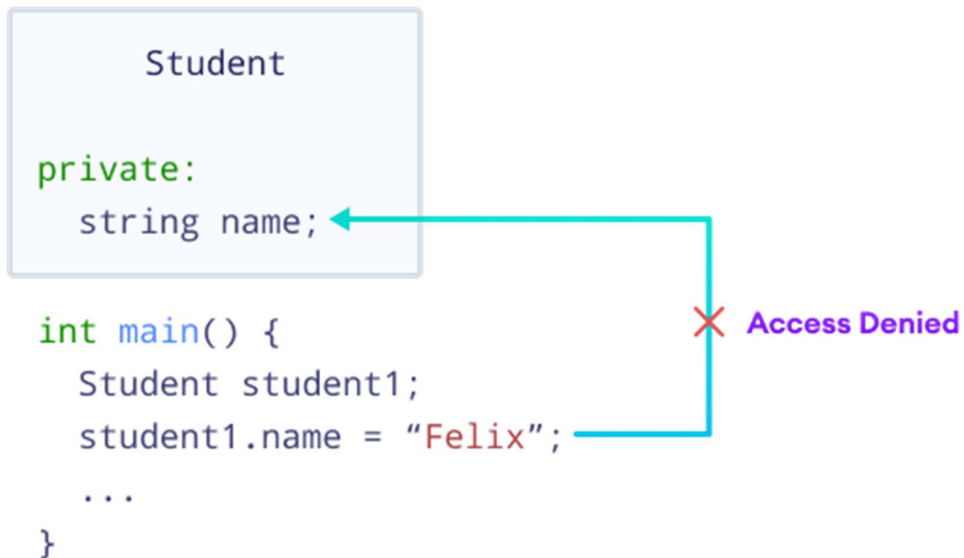 Student
private:
string name;
int main() {
Access Denied
Student student1;
student1.name = “Felix”;
...
}